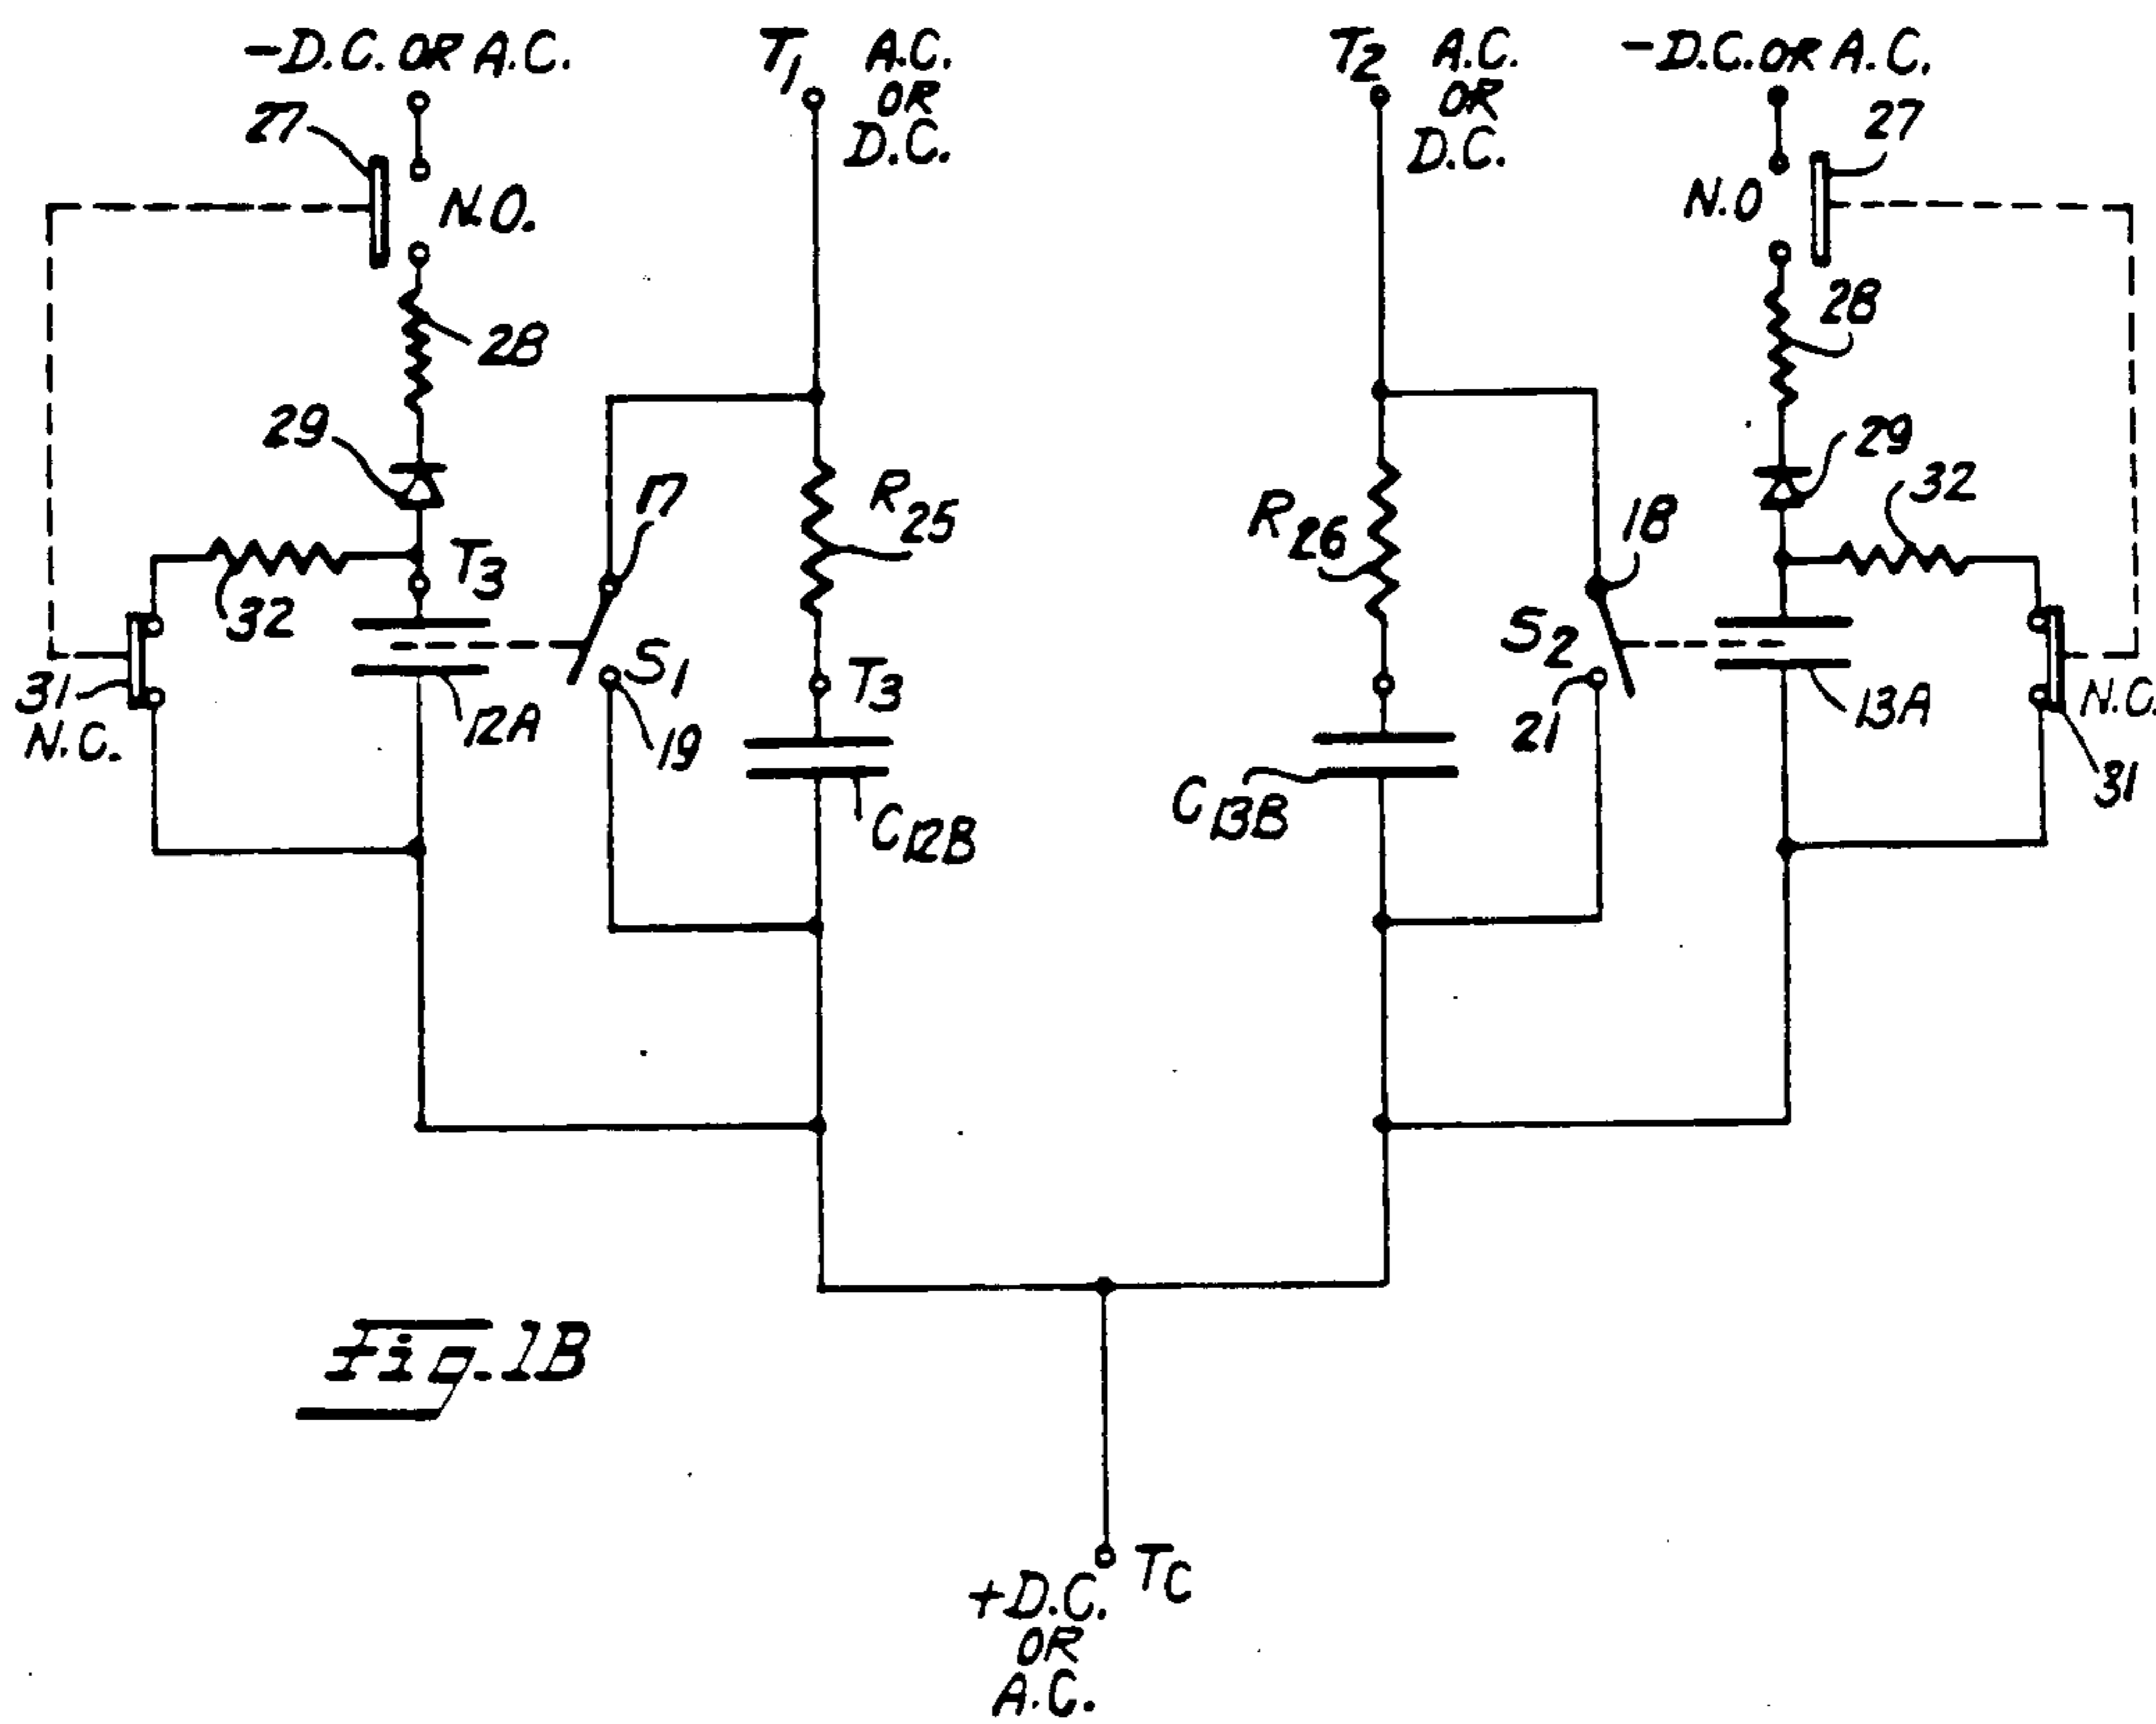 -D.C. OR A.C.
T1
A.C.
OR
D.C.
T2
A.C.
OR
D.C.
-D.C. OR A.C.
27
N.O.
28
29
T3
32
31
N.C.
12A
17
S1
19
R25
T3
C12B
R26
C13B
18
S2
21
27
N.O
28
29
32
13A
N.C.
31
TC
+D.C.
OR
A.C.
Fig. 1B